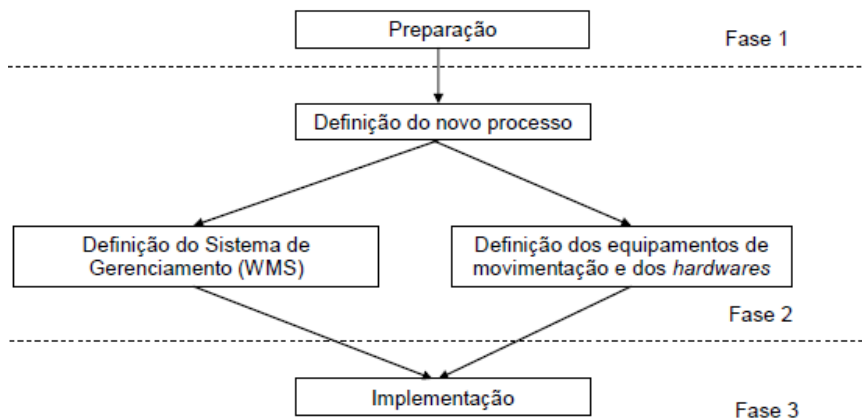 Preparação
Fase 1
Definição do novo processo
Definição do Sistema de
Gerenciamento (WMS)
Definição dos equipamentos de
movimentação e dos hardwares
Fase 2
Implementação
Fase 3